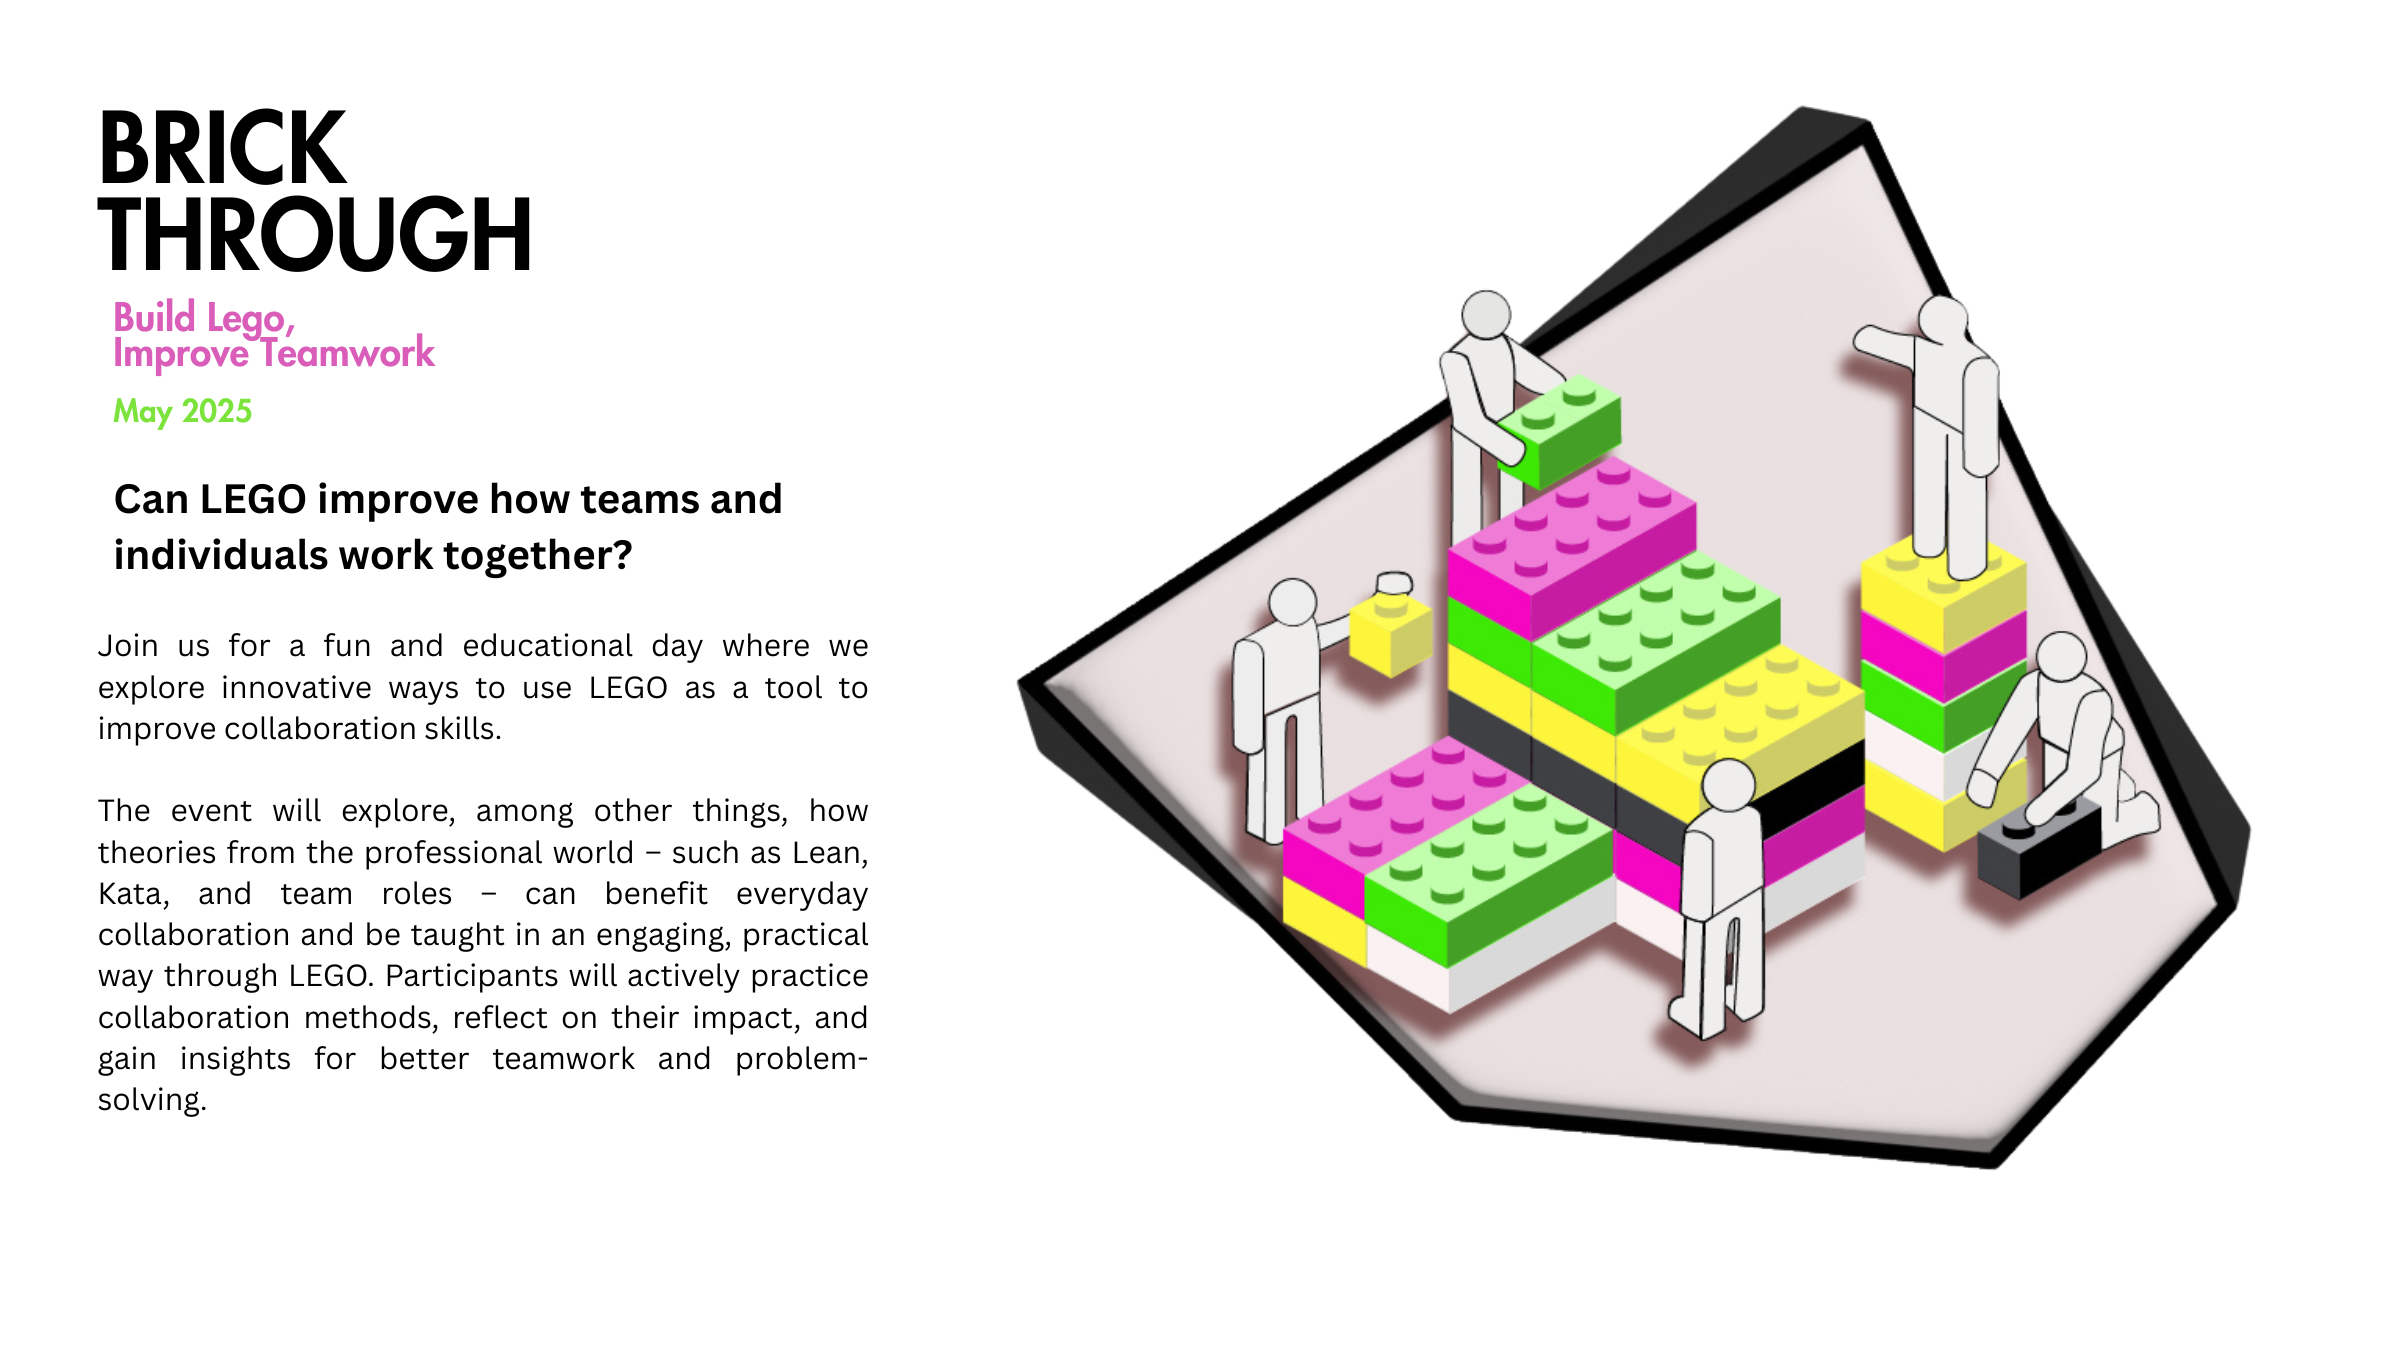 BRICK
THROUGH
Build Lego,
Improve Teamwork
May 2025
Can LEGO improve how teams and
individuals work together?
Join us for a fun and educational day where we
explore innovative ways to use LEGO as a tool to
improve collaboration skills.
The event will explore, among other things, how
theories from the professional world – such as Lean,
Kata, and team roles – can benefit everyday
collaboration and be taught in an engaging, practical
way through LEGO. Participants will actively practice
collaboration methods, reflect on their impact, and
gain insights for better teamwork and problem-
solving.